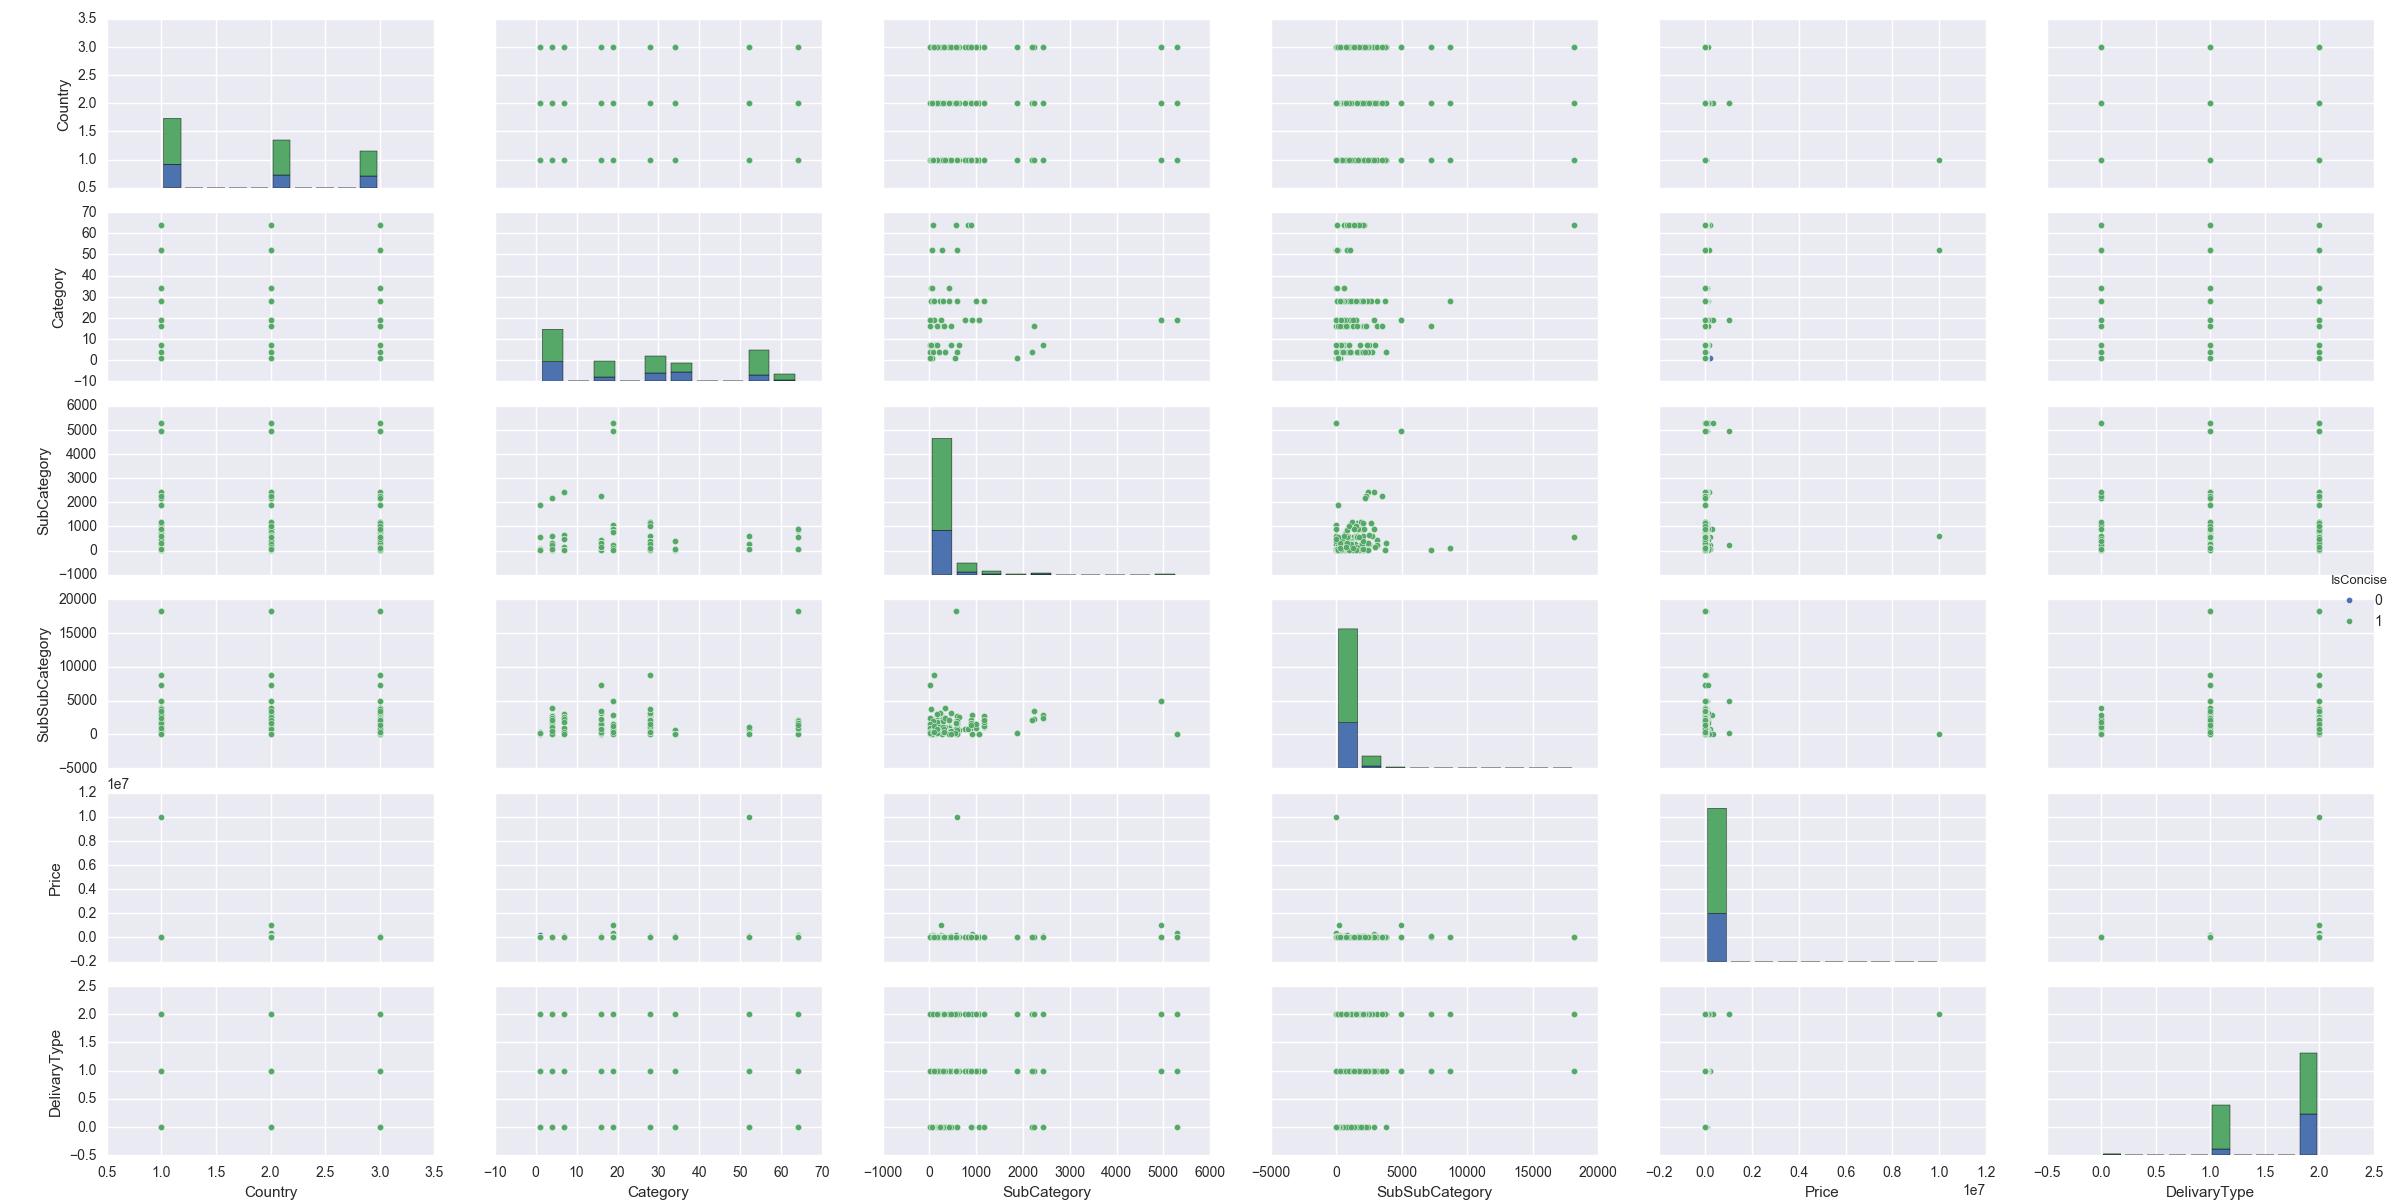 3.5
3.0
2.5
2.0
1.5
1.0
0.5
Country
70
60
50
40
30
20
10
0
−10
Category
6000
5000
4000
3000
2000
1000
0
−1000
SubCategory
IsConcise
0
1
20000
15000
10000
5000
0
−5000
SubSubCategory
1e7
1.2
1.0
0.8
0.6
0.4
0.2
0.0
−0.2
Price
2.5
2.0
1.5
1.0
0.5
0.0
−0.5
DelivaryType
0.5 1.0 1.5 2.0 2.5 3.0 3.5
Country
−10 0 10 20 30 40 50 60 70
Category
−1000 0 1000 2000 3000 4000 5000 6000
SubCategory
−5000 0 5000 10000 15000 20000
SubSubCategory
−0.2 0.0 0.2 0.4 0.6 0.8 1.0 1.2
Price
1e7
−0.5 0.0 0.5 1.0 1.5 2.0 2.5
DelivaryType